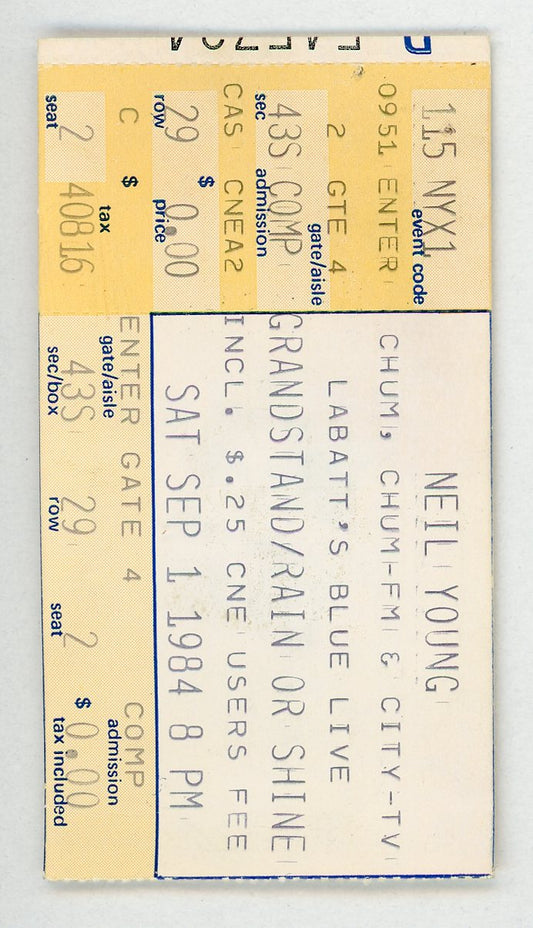 115 NYX1
event code
0951 ENTER
2 GTE 4
gate/aisle
43S COMP
sec admission
CAS CNEA2
29 $ 0.00
row price
C $
2 40816
seat tax
NEIL YOUNG
CHUM, CHUM-FM & CITY-TV
LABATT'S BLUE LIVE
GRANDSTAND/RAIN OR SHINE
INCL. $.25 CNE USERS FEE
SAT SEP 1 1984 8 PM
ENTER GATE 4 COMP
gate/aisle admission
43S 29 2 $ 0.00
sec/box row seat tax included